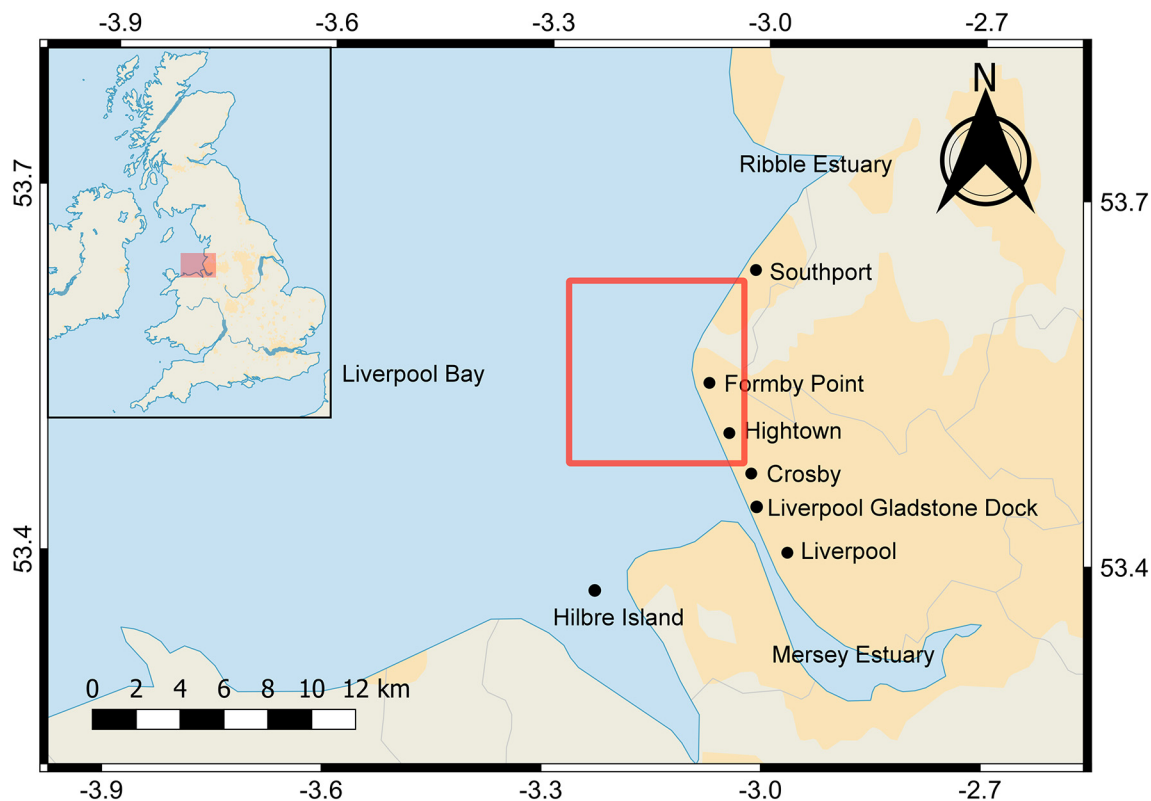 -3.9 -3.6 -3.3 -3.0 -2.7
N
Ribble Estuary
53.7
53.7
Southport
Liverpool Bay
Formby Point
Hightown
Crosby
Liverpool Gladstone Dock
Liverpool
53.4
53.4
Hilbre Island
Mersey Estuary
0 2 4 6 8 10 12 km
-3.9 -3.6 -3.3 -3.0 -2.7